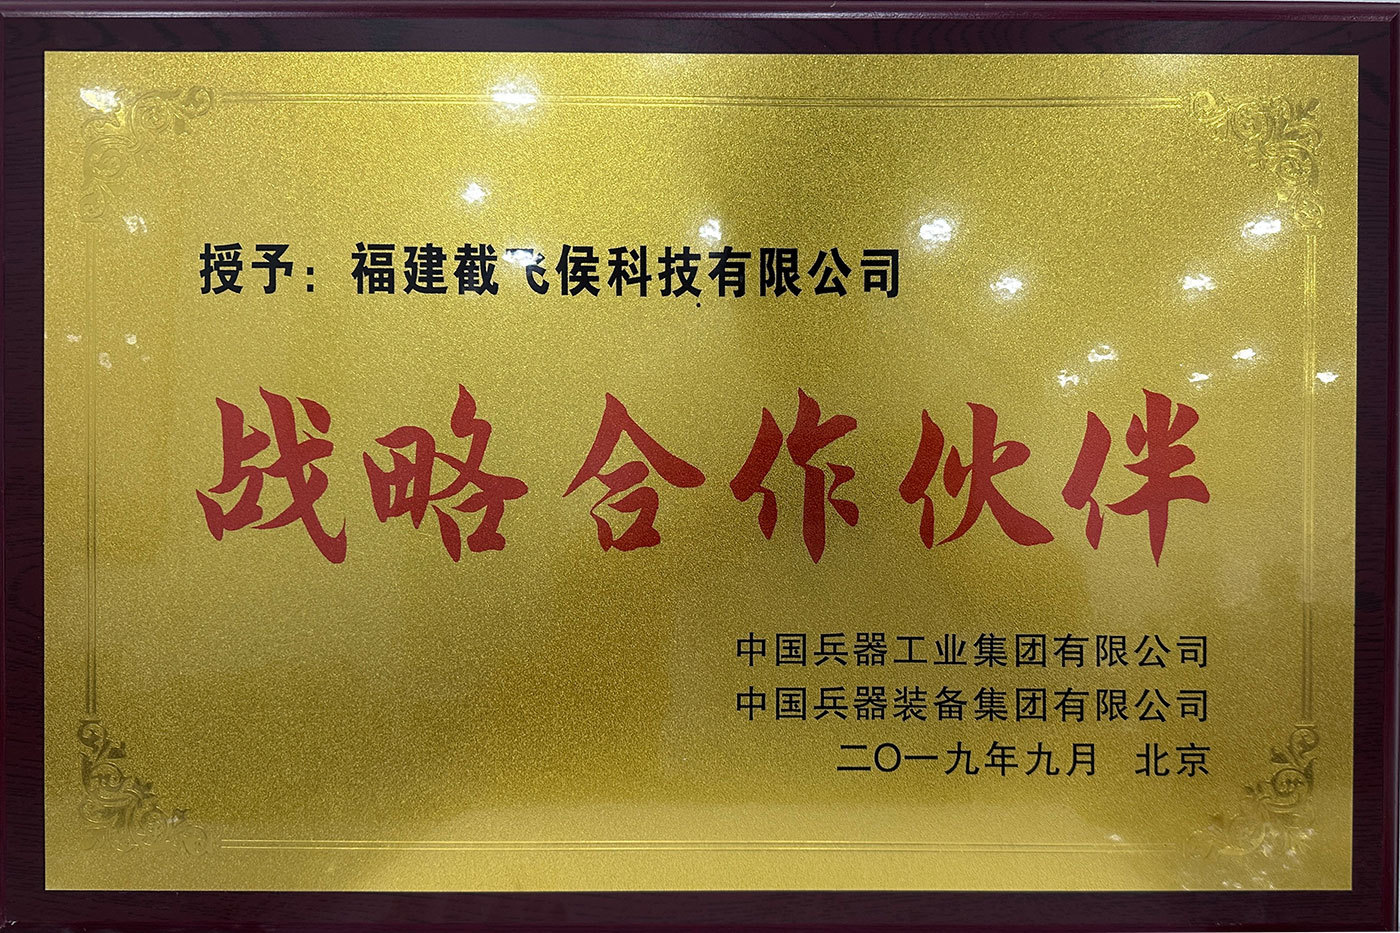 授予：福建截飞侯科技有限公司
战略合作伙伴
中国兵器工业集团有限公司
中国兵器装备集团有限公司
二〇一九年九月 北京